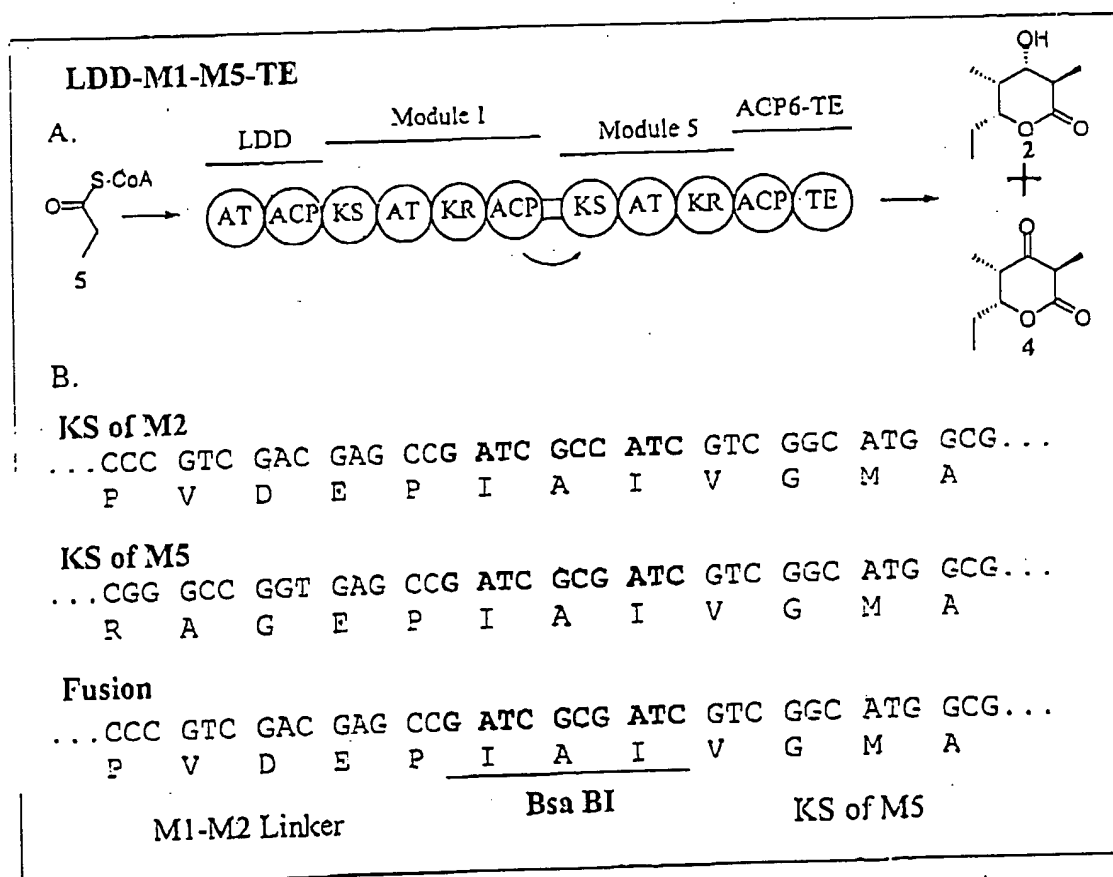 LDD-M1-M5-TE
A.
LDD
Module 1
Module 5
ACP6-TE
S-CoA
O
5
AT ACP KS AT KR ACP KS AT KR ACP TE
OH
O
O
2
+
O
O
O
4
B.
KS of M2
...CCC GTC GAC GAG CCG ATC GCC ATC GTC GGC ATG GCG...
P V D E P I A I V G M A
KS of M5
...CGG GCC GGT GAG CCG ATC GCG ATC GTC GGC ATG GCG...
R A G E P I A I V G M A
Fusion
...CCC GTC GAC GAG CCG ATC GCG ATC GTC GGC ATG GCG...
P V D E P I A I V G M A
M1-M2 Linker
Bsa BI
KS of M5